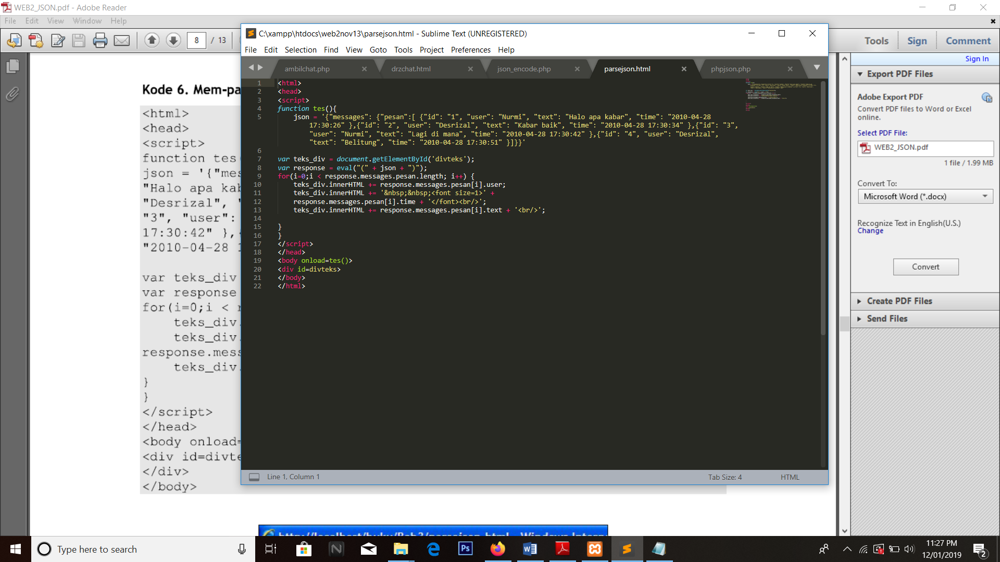 WEB2_JSON.pdf - Adobe Reader
File Edit View Window Help
8 / 13
Tools Sign Comment
Kode 6. Mem-pa
<html>
<head>
<script>
function tes
json = '{"mes
"Halo apa kab
"Desrizal", "
"3", "user":
17:30:42" },
"2010-04-28 1
var teks_div
var response
for(i=0;i < r
teks_div.
teks_div.
response.mess
teks_div.
}
}
</script>
</head>
<body onload=
<div id=divte
</div>
</body>
C:\xampp\htdocs\web2nov13\parsejson.html - Sublime Text (UNREGISTERED)
File Edit Selection Find View Goto Tools Project Preferences Help
ambilchat.php drzchat.html json_encode.php parsejson.html phpjson.php
1 <html>
2 <head>
3 <script>
4 function tes(){
5 json = '{"messages": {"pesan":[ {"id": "1", "user": "Nurmi", "text": "Halo apa kabar", "time": "2010-04-28
17:30:26" },{"id": "2", "user": "Desrizal", "text": "Kabar baik", "time": "2010-04-28 17:30:34" },{"id": "3",
"user": "Nurmi", "text": "Lagi di mana", "time": "2010-04-28 17:30:42" },{"id": "4", "user": "Desrizal",
"text": "Belitung", "time": "2010-04-28 17:30:51" }]}}'
6
7 var teks_div = document.getElementById('divteks');
8 var response = eval("(" + json + ")");
9 for(i=0;i < response.messages.pesan.length; i++) {
10 teks_div.innerHTML += response.messages.pesan[i].user;
11 teks_div.innerHTML += '&nbsp;&nbsp;<font size=1>' +
12 response.messages.pesan[i].time + '</font><br/>';
13 teks_div.innerHTML += response.messages.pesan[i].text + '<br/>';
14
15 }
16 }
17 </script>
18 </head>
19 <body onload=tes()>
20 <div id=divteks>
21 </body>
22 </html>
Line 1, Column 1 Tab Size: 4 HTML
Sign In
Export PDF Files
Adobe Export PDF
Convert PDF files to Word or Excel
online.
Select PDF File:
WEB2_JSON.pdf
1 file / 1.99 MB
Convert To:
Microsoft Word (*.docx)
Recognize Text in English(U.S.)
Change
Convert
Create PDF Files
Send Files
Type here to search
Ps
11:27 PM
12/01/2019
2